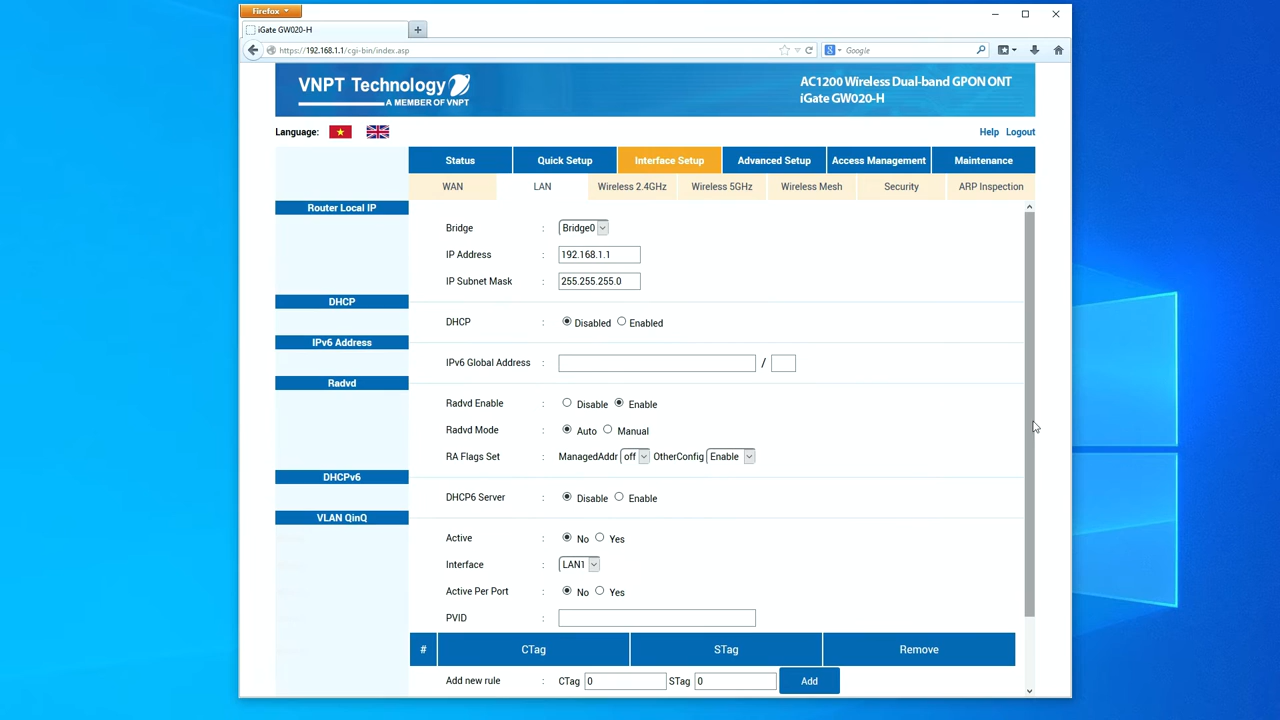 Firefox
iGate GW020-H
https://192.168.1.1/cgi-bin/index.asp
Google
VNPT Technology
A MEMBER OF VNPT
AC1200 Wireless Dual-band GPON ONT
iGate GW020-H
Language:
Help Logout
Status Quick Setup Interface Setup Advanced Setup Access Management Maintenance
WAN LAN Wireless 2.4GHz Wireless 5GHz Wireless Mesh Security ARP Inspection
Router Local IP
Bridge : Bridge0
IP Address : 192.168.1.1
IP Subnet Mask : 255.255.255.0
DHCP
DHCP : Disabled Enabled
IPv6 Address
IPv6 Global Address : /
Radvd
Radvd Enable : Disable Enable
Radvd Mode : Auto Manual
RA Flags Set : ManagedAddr off OtherConfig Enable
DHCPv6
DHCP6 Server : Disable Enable
VLAN QinQ
Active : No Yes
Interface : LAN1
Active Per Port : No Yes
PVID
# CTag STag Remove
Add new rule : CTag 0 STag 0 Add